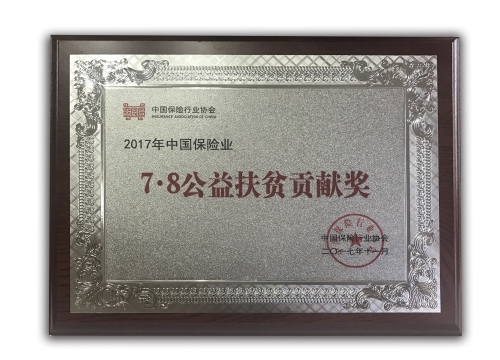 中国保险行业协会
INSURANCE ASSOCIATION OF CHINA
2017年中国保险业
7·8公益扶贫贡献奖
中国保险行业协会
二〇一七年十一月